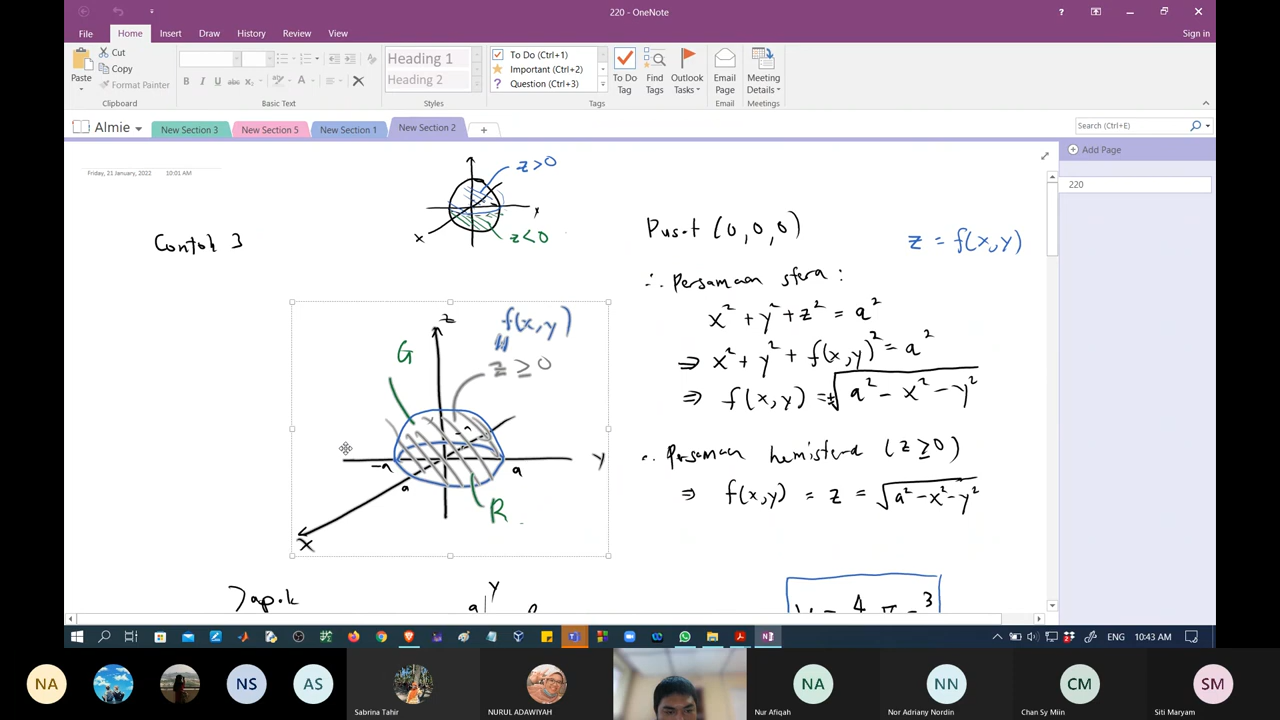 220 - OneNote
? 
File Home Insert Draw History Review View Sign in
Paste Cut Copy Format Painter
B I U abc
Heading 1
Heading 2
To Do (Ctrl+1)
Important (Ctrl+2)
Question (Ctrl+3)
To Do Tag
Find Tags
Outlook Tasks
Email Page
Meeting Details
Clipboard Basic Text Styles Tags Email Meetings
Almie New Section 3 New Section 5 New Section 1 New Section 2 +
Search (Ctrl+E)
Add Page
220
Friday, 21 January, 2022 10:01 AM
z > 0
x
z < 0
Contoh 3
Pusat (0, 0, 0)
z = f(x,y)
∴ Persamaan sfera :
x² + y² + z² = a²
⇒ x² + y² + f(x,y)² = a²
⇒ f(x,y) = ±√(a² - x² - y²)
∴ Persamaan hemisfera (z ≥ 0)
⇒ f(x,y) = z = √(a² - x² - y²)
z
f(x,y)
G
z ≥ 0
-a
-a a y
a
R
x
y
a
ENG 10:43 AM
NA NS AS
Sabrina Tahir
NURUL ADAWIYAH
NA
Nur Afiqah
NN
Nor Adriany Nordin
CM
Chan Sy Miin
SM
Siti Maryam